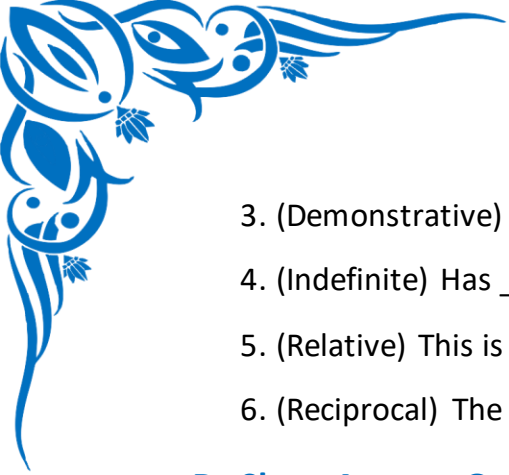 3. (Demonstrative)
4. (Indefinite) Has _
5. (Relative) This is
6. (Reciprocal) The